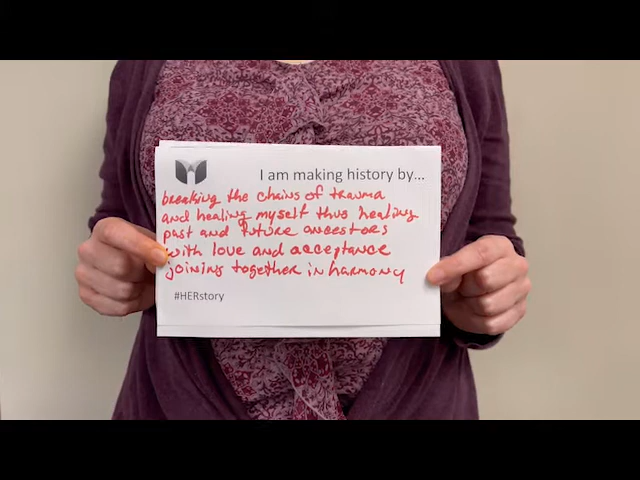 I am making history by...
breaking the chains of trauma
and healing myself thus healing
past and future ancestors
with love and acceptance
joining together in harmony
#HERstory